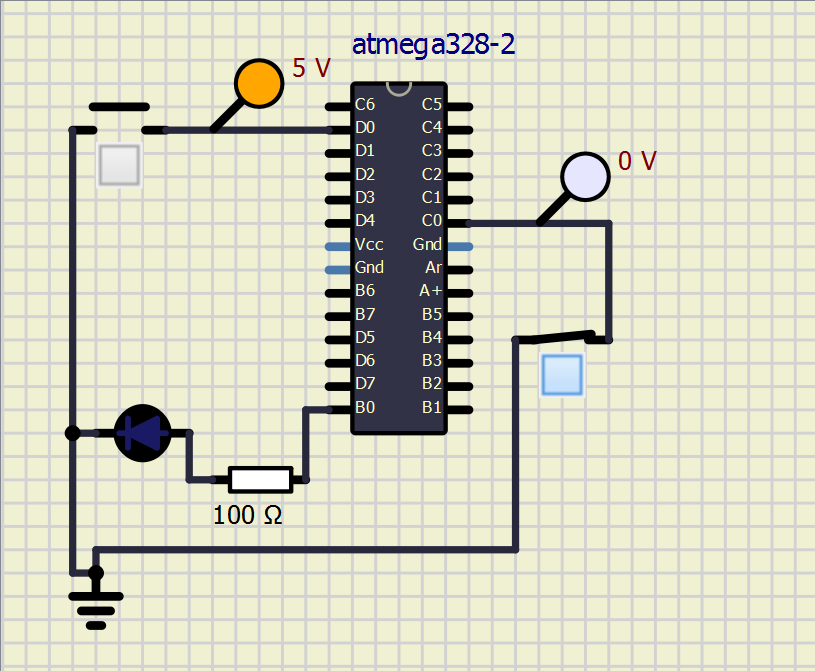 atmega328-2
5 V
0 V
C6 C5
D0 C4
D1 C3
D2 C2
D3 C1
D4 C0
Vcc Gnd
Gnd Ar
B6 A+
B7 B5
D5 B4
D6 B3
D7 B2
B0 B1
100 Ω